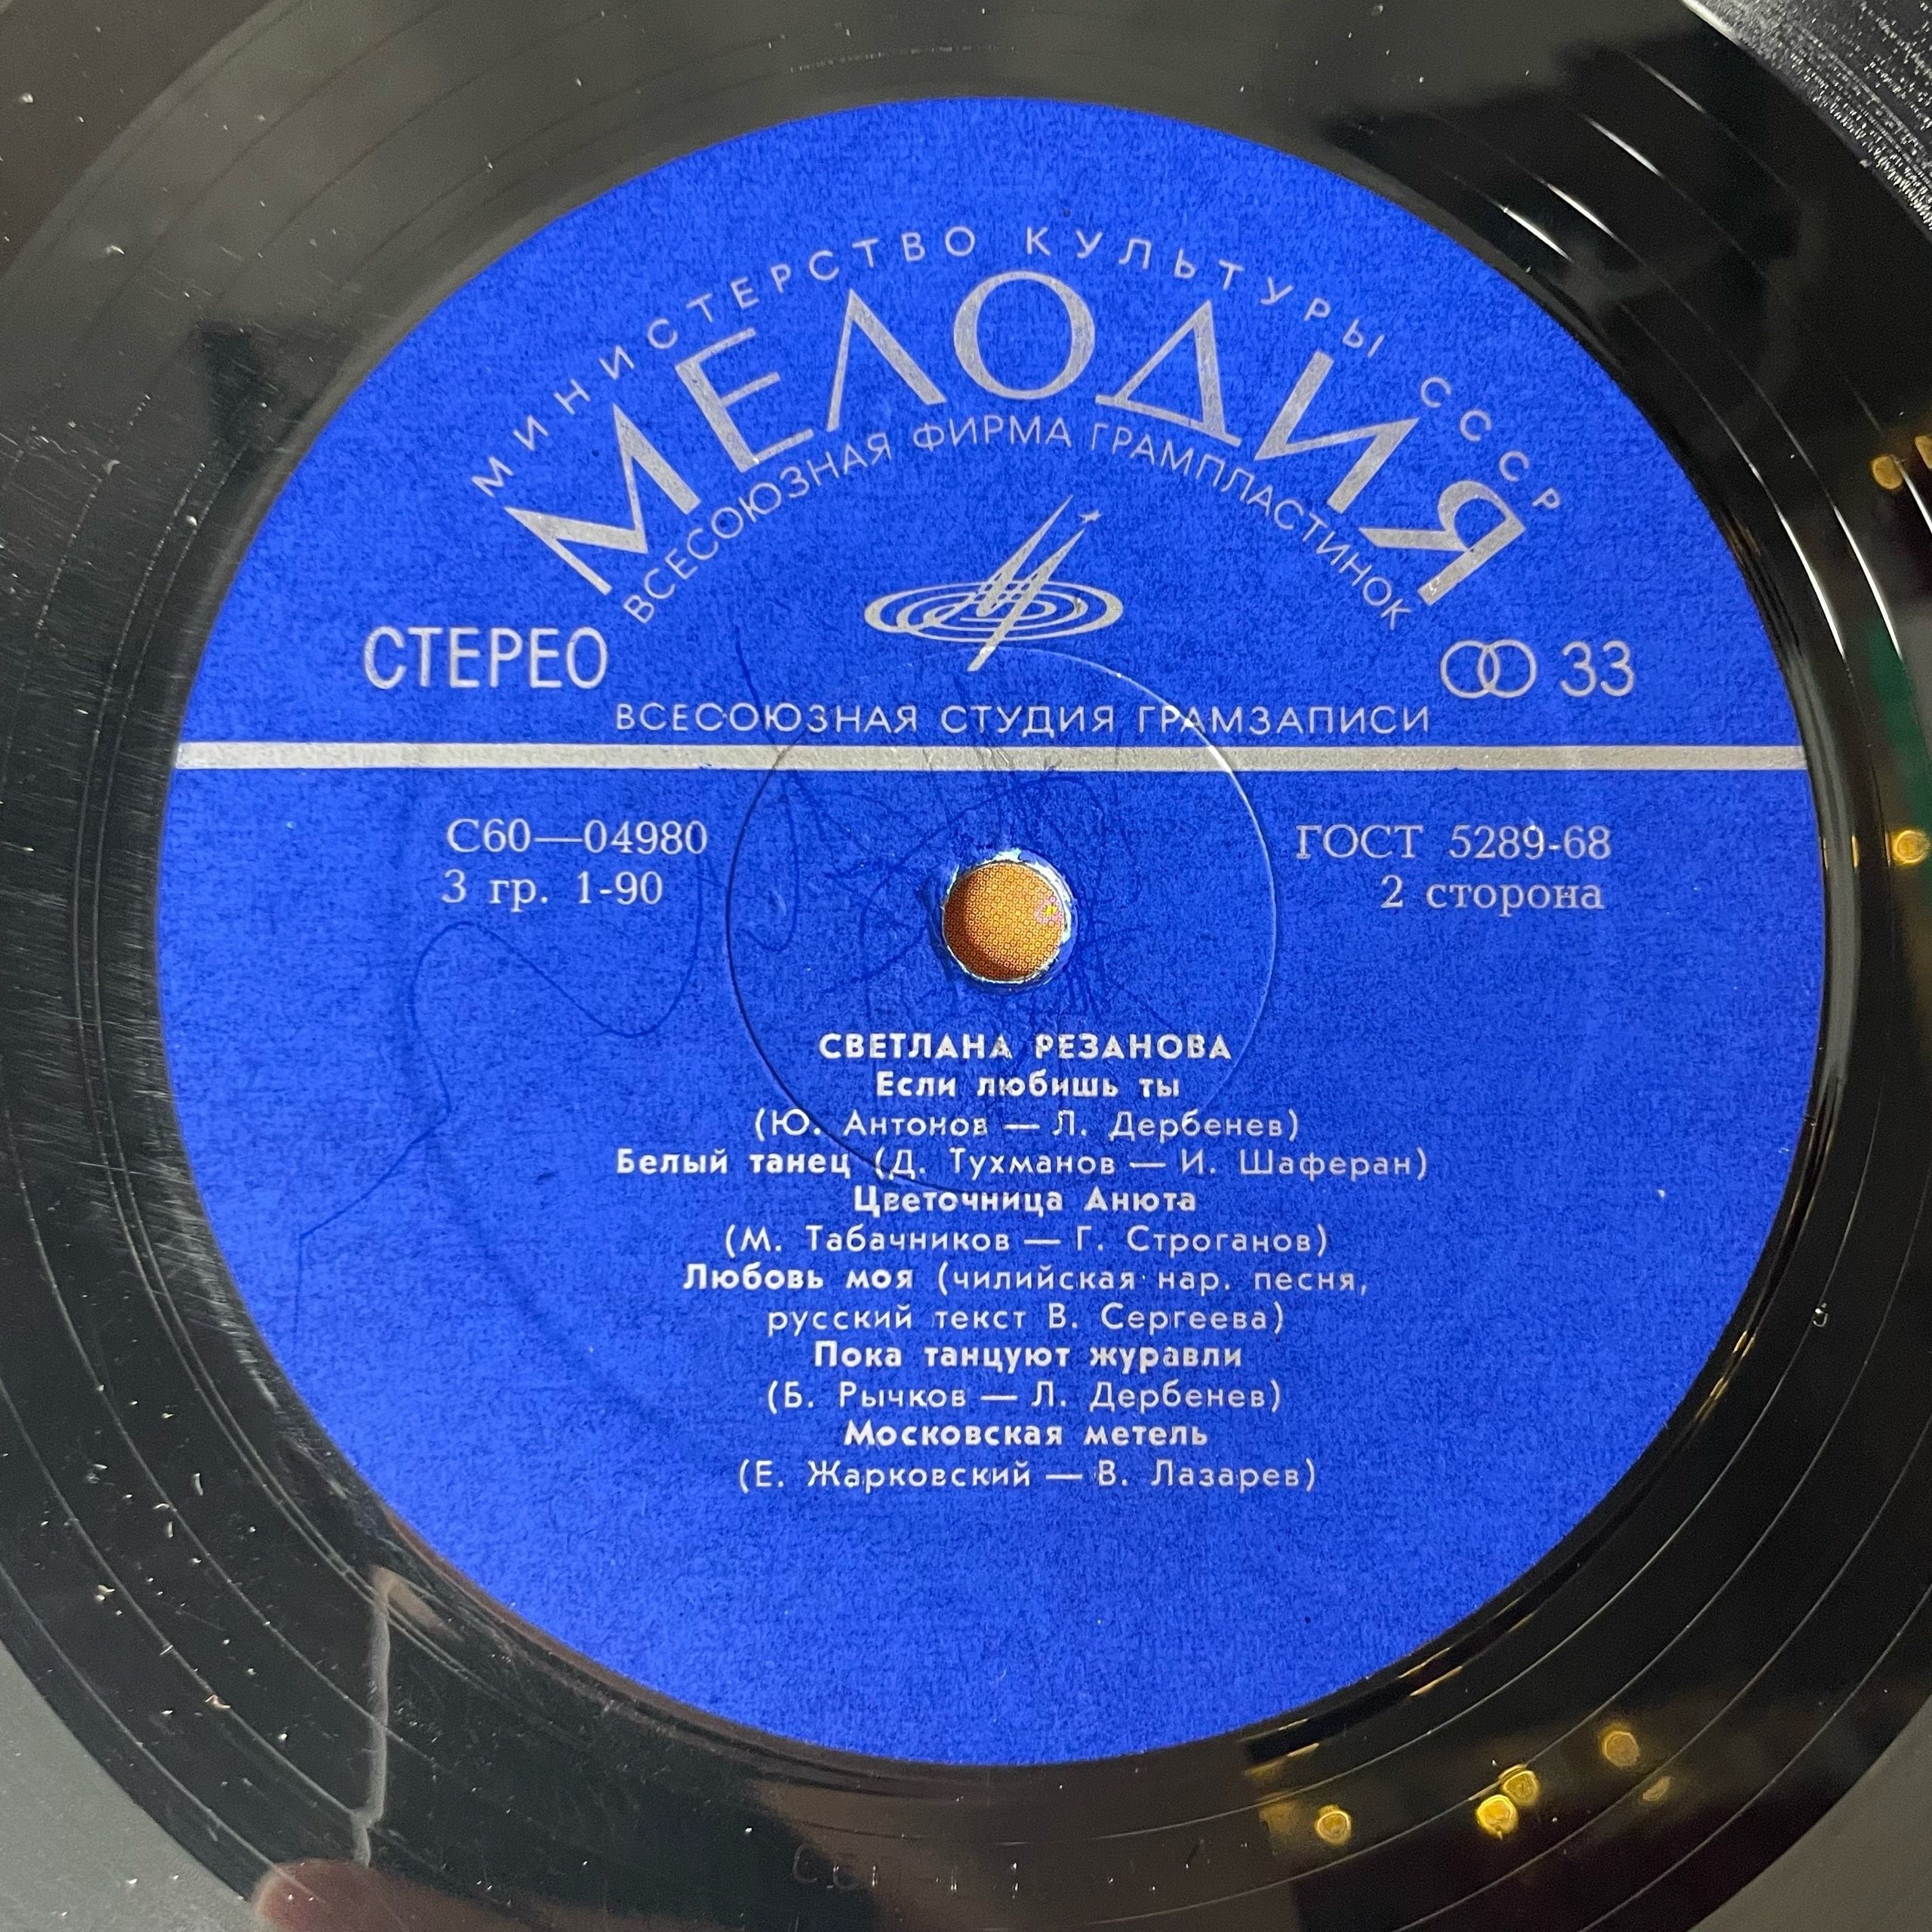 МИНИСТЕРСТВО КУЛЬТУРЫ СССР
МЕЛОДИЯ
ВСЕСОЮЗНАЯ ФИРМА ГРАМПЛАСТИНОК
СТЕРЕО
33
ВСЕСОЮЗНАЯ СТУДИЯ ГРАМЗАПИСИ
С60—04980
ГОСТ 5289-68
3 гр. 1-90
2 сторона
СВЕТЛАНА РЕЗАНОВА
Если любишь ты
(Ю. Антонов — Л. Дербенев)
Белый танец (Д. Тухманов — И. Шаферан)
Цветочница Анюта
(М. Табачников — Г. Строганов)
Любовь моя (чилийская нар. песня,
русский текст В. Сергеева)
Пока танцуют журавли
(Б. Рычков — Л. Дербенев)
Московская метель
(Е. Жарковский — В. Лазарев)